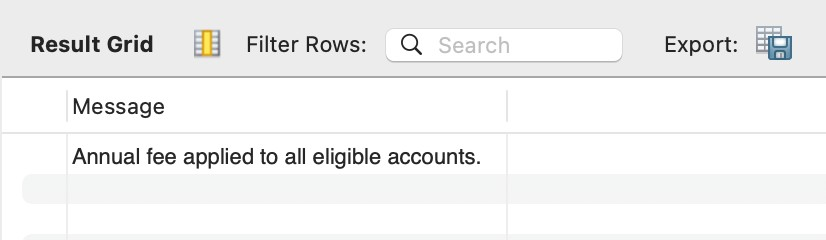 Result Grid Filter Rows: Search Export:
Message
Annual fee applied to all eligible accounts.